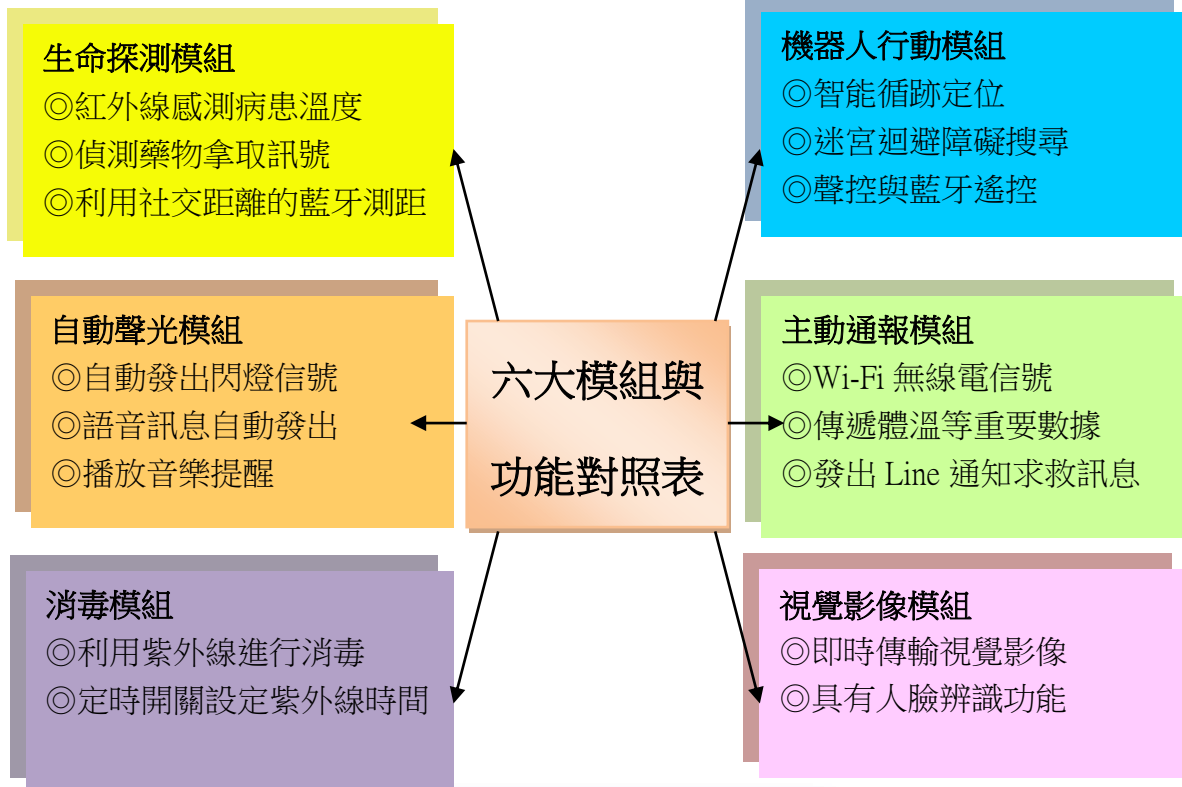 生命探測模組
◎紅外線感測病患溫度
◎偵測藥物拿取訊號
◎利用社交距離的藍牙測距
機器人行動模組
◎智能循跡定位
◎迷宮迴避障礙搜尋
◎聲控與藍牙遙控
自動聲光模組
◎自動發出閃燈信號
◎語音訊息自動發出
◎播放音樂提醒
六大模組與
功能對照表
主動通報模組
◎Wi-Fi 無線電信號
◎傳遞體溫等重要數據
◎發出 Line 通知求救訊息
消毒模組
◎利用紫外線進行消毒
◎定時開關設定紫外線時間
視覺影像模組
◎即時傳輸視覺影像
◎具有人臉辨識功能